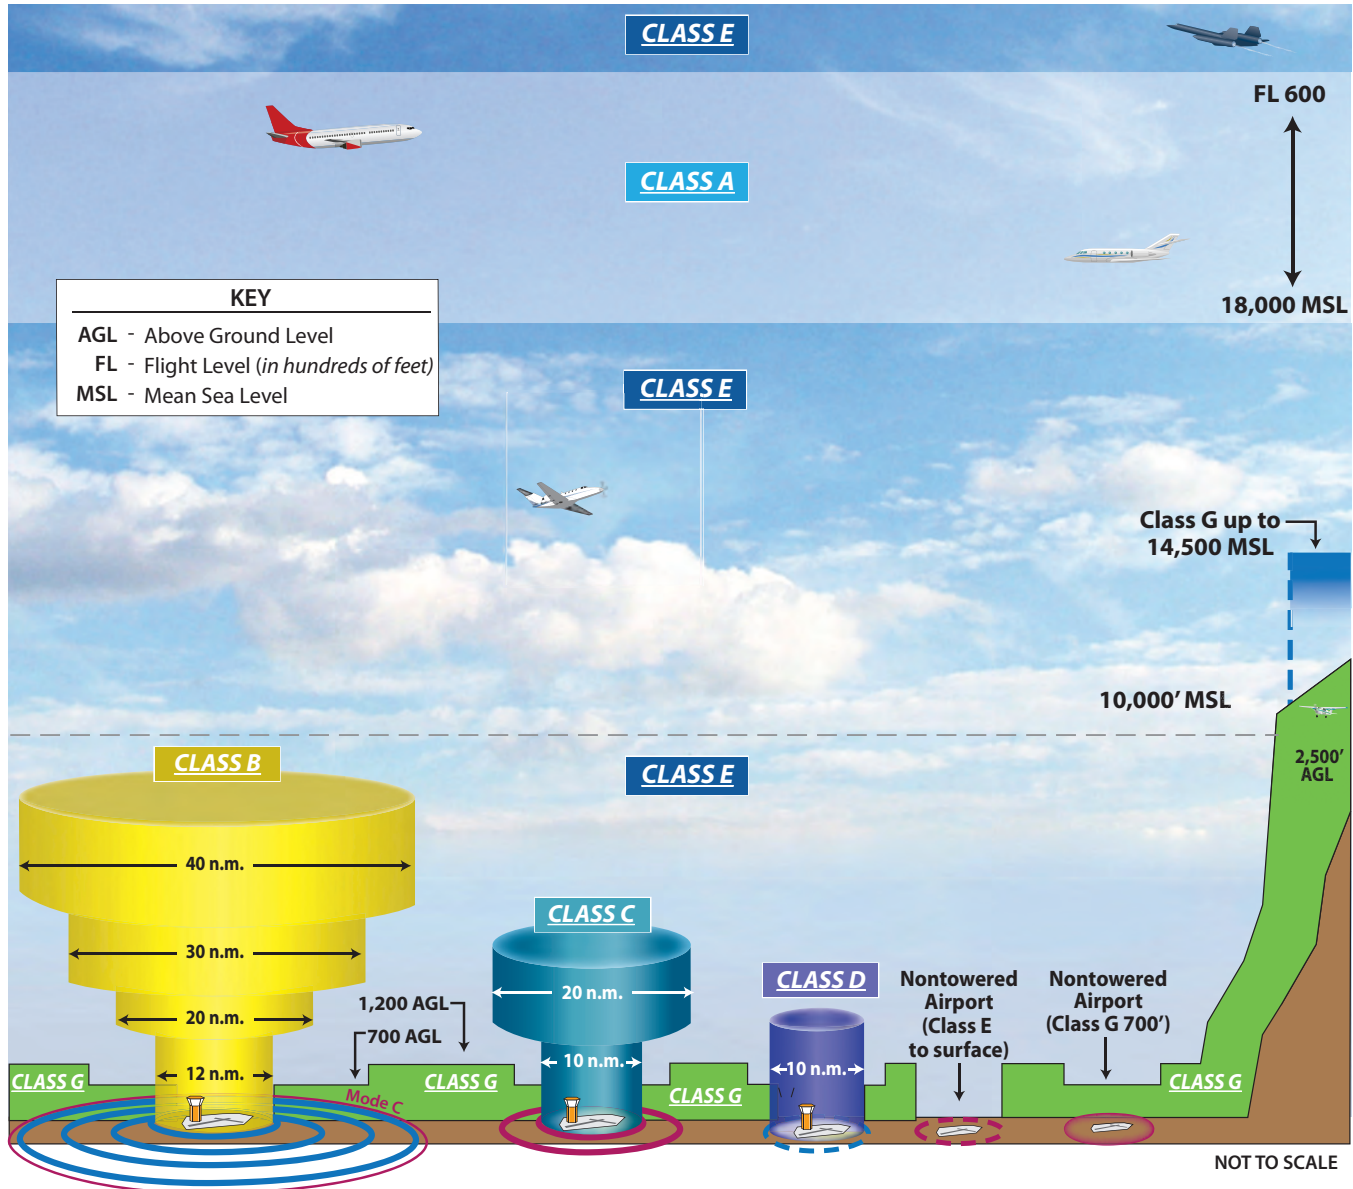 CLASS E
FL 600
CLASS A
18,000 MSL
KEY
AGL - Above Ground Level
FL - Flight Level (in hundreds of feet)
MSL - Mean Sea Level
CLASS E
Class G up to
14,500 MSL
10,000’ MSL
2,500’
AGL
CLASS B
CLASS E
40 n.m.
30 n.m.
20 n.m.
12 n.m.
1,200 AGL
700 AGL
CLASS G
Mode C
CLASS G
CLASS C
20 n.m.
10 n.m.
CLASS G
CLASS D
10 n.m.
Nontowered
Airport
(Class E
to surface)
Nontowered
Airport
(Class G 700’)
CLASS G
NOT TO SCALE